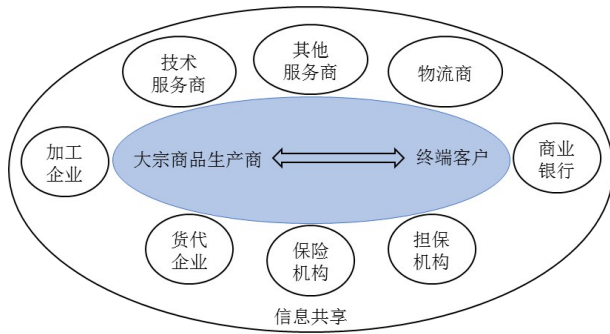 技术
服务商
其他
服务商
物流商
加工
企业
大宗商品生产商
终端客户
商业
银行
货代
企业
保险
机构
担保
机构
信息共享